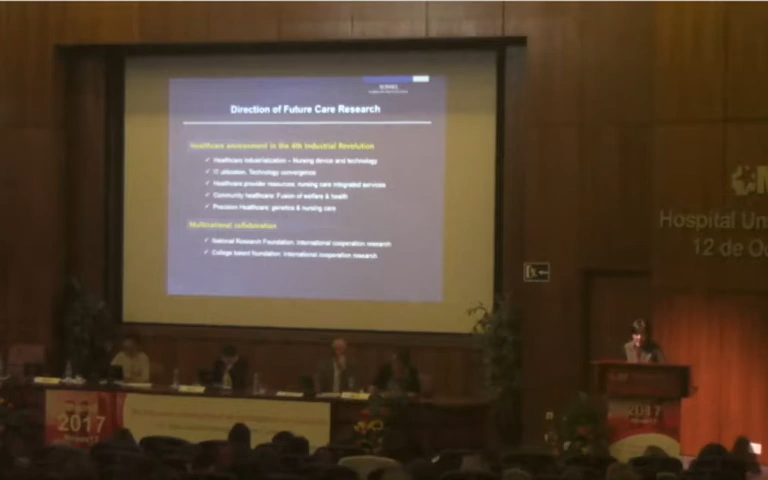 Direction of Future Care Research
Healthcare assessment in the 4th Industrial Revolution
✓ Healthcare industrialization – Nursing device and technology
✓ IT utilization, Technology convergence
✓ Healthcare provider resources: nursing care integrated services
✓ Community healthcare: Fusion of welfare & health
✓ Precision Healthcare: genetics & nursing care
Multinational collaboration
✓ National Research Foundation: international cooperation research
✓ College based foundation: international cooperation research
Hospital Un
12 de Oc
2017
2017